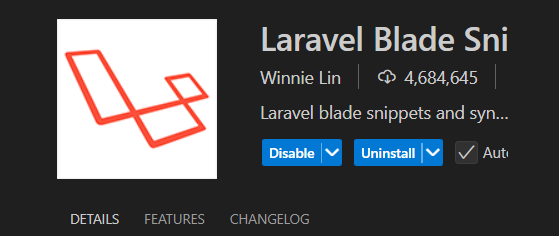 Laravel Blade Sni
Winnie Lin 4,684,645
Laravel blade snippets and syn...
Disable Uninstall Aut
DETAILS FEATURES CHANGELOG